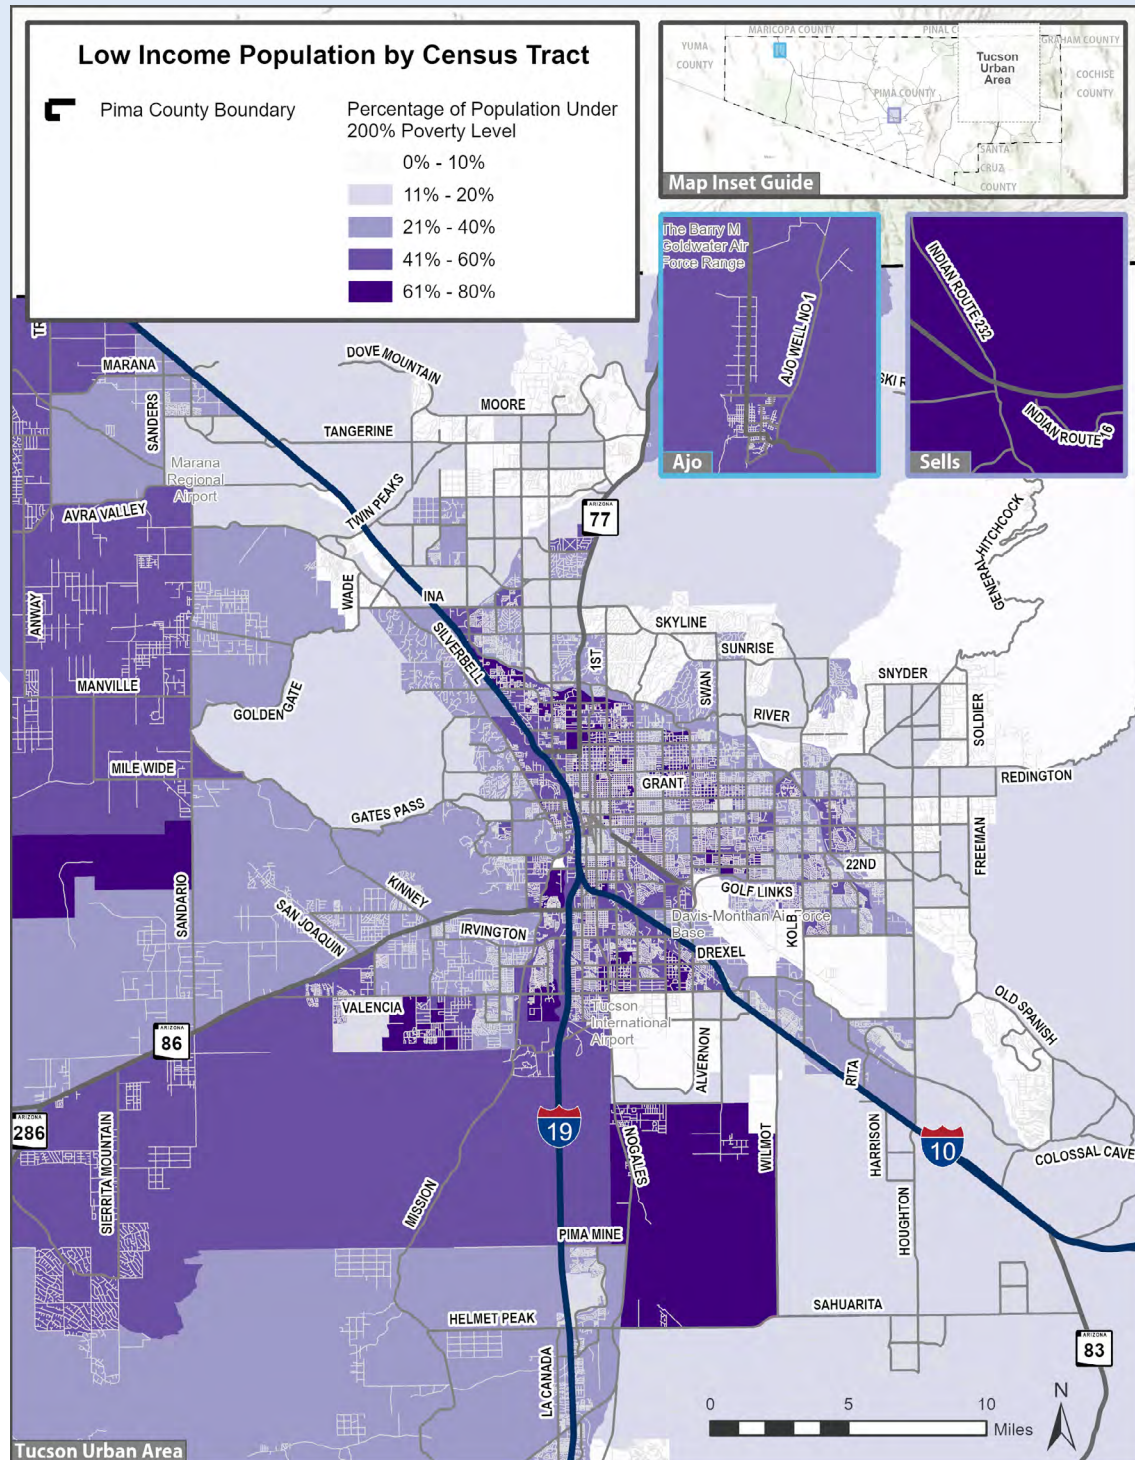 Low Income Population by Census Tract
Pima County Boundary
Percentage of Population Under
200% Poverty Level
0% - 10%
11% - 20%
21% - 40%
41% - 60%
61% - 80%
MARICOPA COUNTY
YUMA
COUNTY
GRAHAM COUNTY
COCHISE
COUNTY
PIMA COUNTY
SANTA
CRUZ
COUNTY
Tucson
Urban
Area
Map Inset Guide
The Barry M
Goldwater Air
Force Range
AJO WELL NO 1
Ajo
INDIAN ROUTE 232
INDIAN ROUTE 16
Sells
MARANA
DOVE MOUNTAIN
MOORE
SANDERS
TANGERINE
Marana
Regional
Airport
TWIN PEAKS
AVRA VALLEY
ARIZONA
77
GENERAL HITCHCOCK
ANWAY
WADE
INA
SILVERBELL
SKYLINE
1ST
SUNRISE
SWAN
SNYDER
MANVILLE
GOLDEN GATE
RIVER
SOLDIER
MILE WIDE
GRANT
REDINGTON
GATES PASS
22ND
FREEMAN
KINNEY
SANDARIO
SAN JOAQUIN
GOLF LINKS
Davis-Monthan Air Force
Base
KOLB
IRVINGTON
DREXEL
VALENCIA
Tucson
International
Airport
OLD SPANISH
ARIZONA
86
ALVERNON
RITA
ARIZONA
286
19
NOGALES
WILMOT
HARRISON
10
COLOSSAL CAVE
SIERRITA MOUNTAIN
MISSION
HOUGHTON
PIMA MINE
HELMET PEAK
SAHUARITA
LA CANADA
ARIZONA
83
0
5
10
Miles
N
Tucson Urban Area